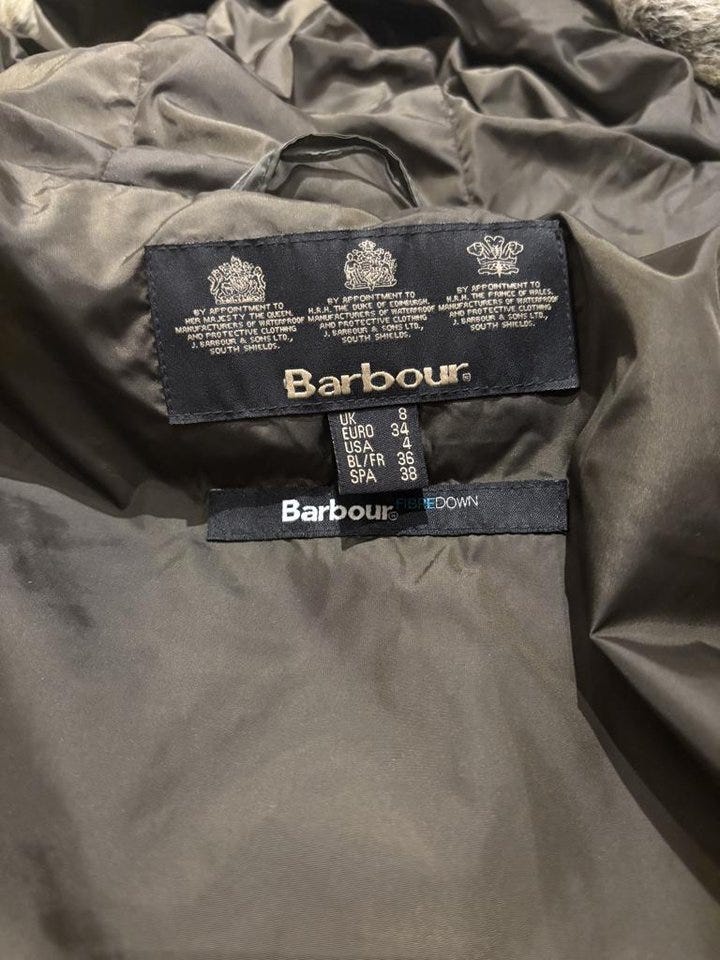 BY APPOINTMENT TO
HER MAJESTY THE QUEEN.
MANUFACTURERS OF WATERPROOF
AND PROTECTIVE CLOTHING
J. BARBOUR & SONS LTD,
SOUTH SHIELDS.
BY APPOINTMENT TO
H.R.H. THE DUKE OF EDINBURGH,
MANUFACTURERS OF WATERPROOF
AND PROTECTIVE CLOTHING
J. BARBOUR & SONS LTD.,
SOUTH SHIELDS.
BY APPOINTMENT TO
H.R.H. THE PRINCE OF WALES,
MANUFACTURERS OF WATERPROOF
AND PROTECTIVE CLOTHING
J. BARBOUR & SONS LTD.
SOUTH SHIELDS.
Barbour®
UK 8
EURO 34
USA 4
BL/FR 36
SPA 38
Barbour® FIBREDOWN